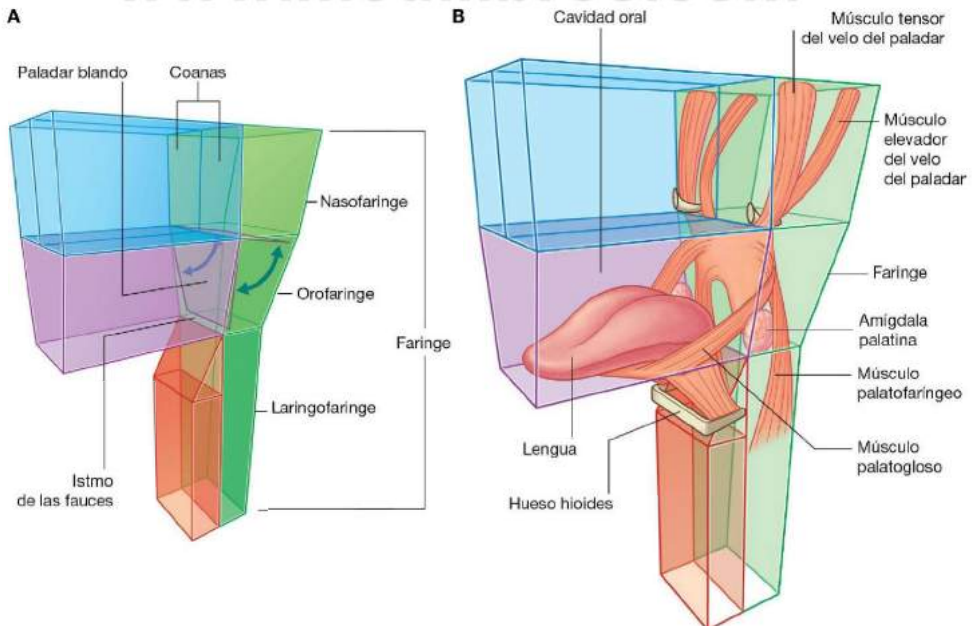 A
Paladar blando
Coanas
Nasofaringe
Orofaringe
Faringe
Laringofaringe
Istmo
de las fauces
B
Cavidad oral
Músculo tensor
del velo del paladar
Músculo
elevador
del velo
del paladar
Faringe
Amígdala
palatina
Músculo
palatofaríngeo
Músculo
palatogloso
Lengua
Hueso hioides